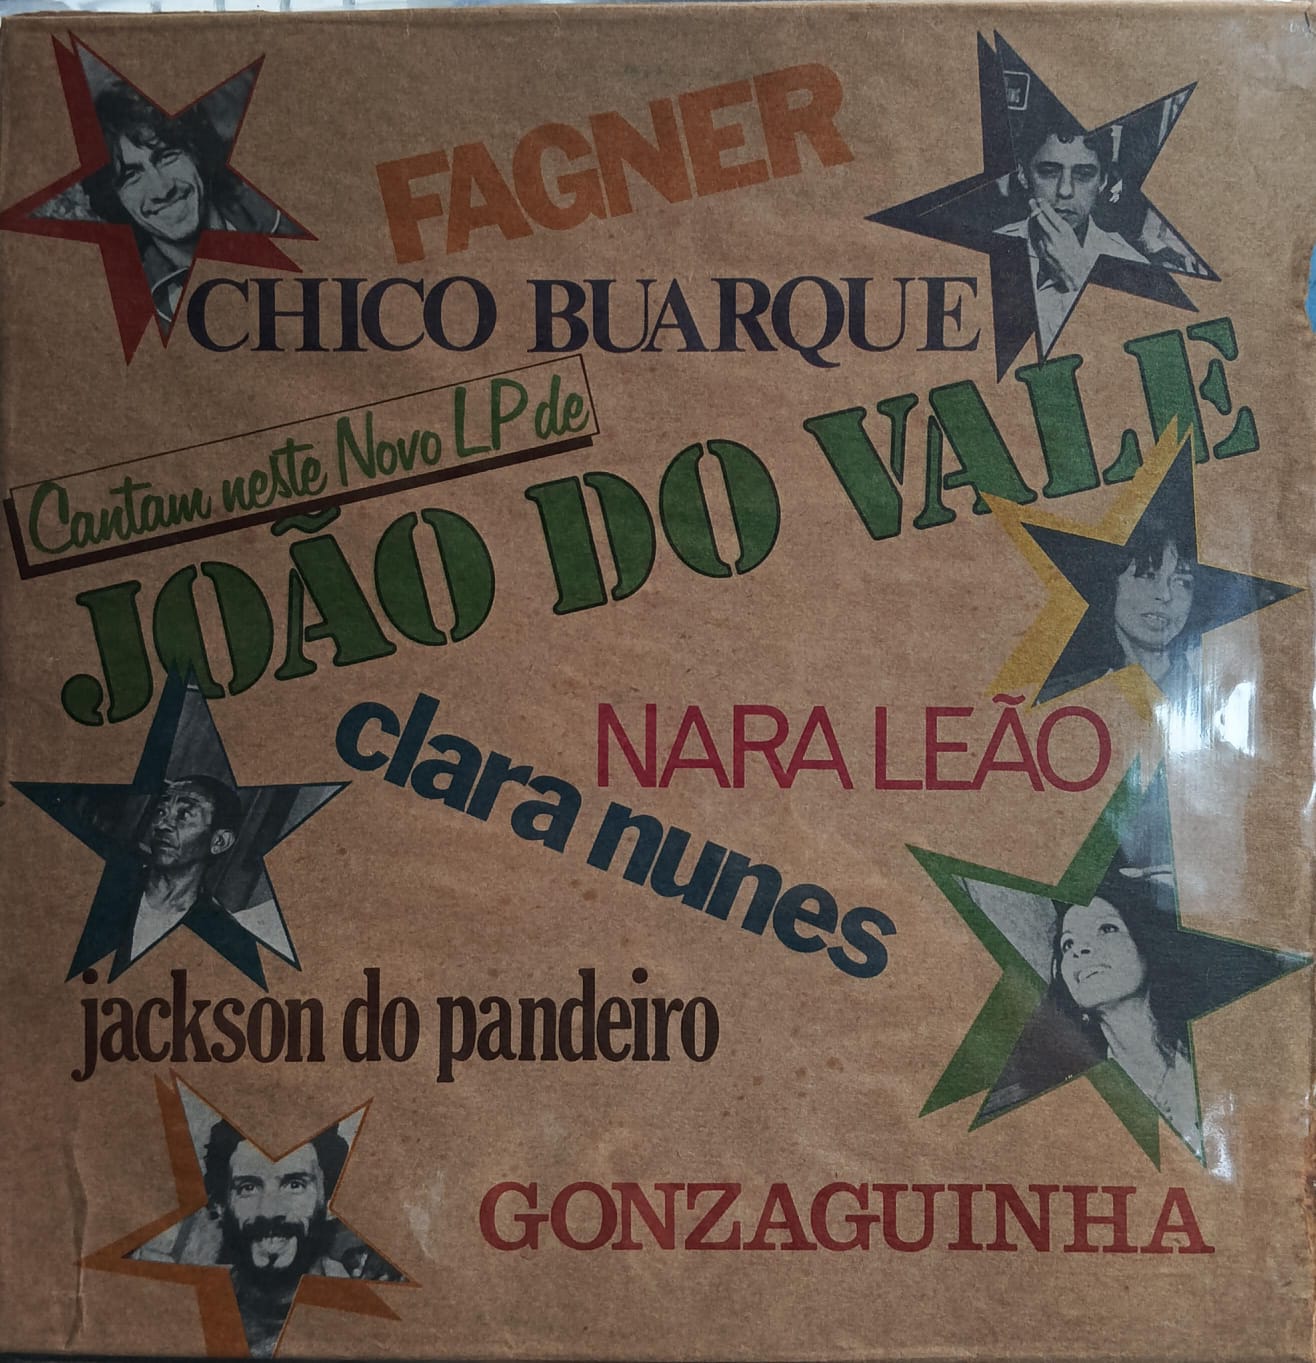 FAGNER
CHICO BUARQUE
Cantam neste Novo LP de
JOÃO DO VALE
NARA LEÃO
clara nunes
jackson do pandeiro
GONZAGUINHA